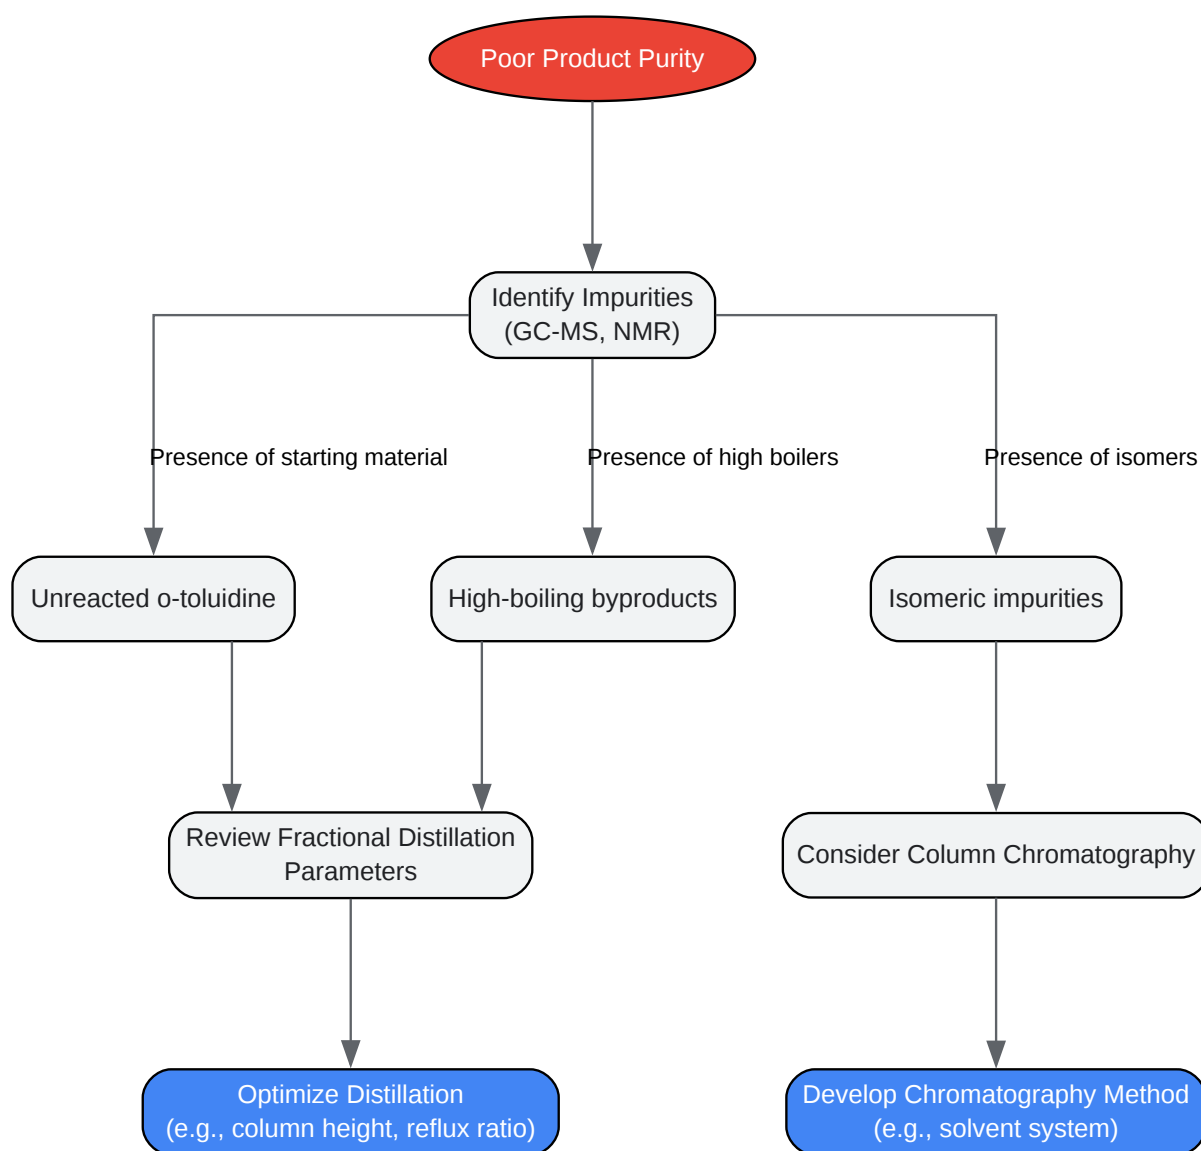 Poor Product Purity
Identify Impurities
(GC-MS, NMR)
Presence of starting material
Presence of high boilers
Presence of isomers
Unreacted o-toluidine
High-boiling byproducts
Isomeric impurities
Review Fractional Distillation
Parameters
Consider Column Chromatography
Optimize Distillation
(e.g., column height, reflux ratio)
Develop Chromatography Method
(e.g., solvent system)